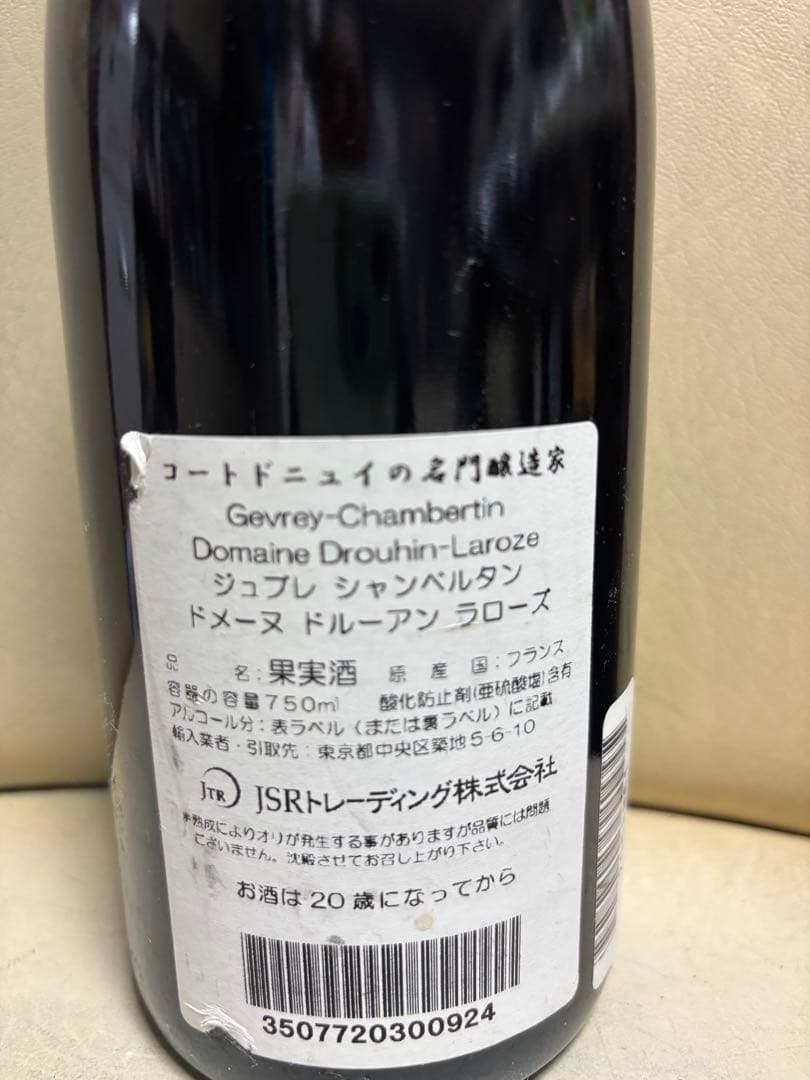 コートドニュイの名門醸造家
Gevrey-Chambertin
Domaine Drouhin-Laroze
ジュブレ シャンベルタン
ドメーヌ ドルーアン ラローズ
品 名：果実酒 原 産 国：フランス
容器の容量750ml 酸化防止剤(亜硫酸塩)含有
アルコール分：表ラベル（または裏ラベル）に記載
輸入業者・引取先：東京都中央区築地5-6-10
JTR JSRトレーディング株式会社
※熟成によりオリが発生する事がありますが品質には問題
ございません。沈殿させてお召し上がり下さい。
お酒は20歳になってから
3507720300924